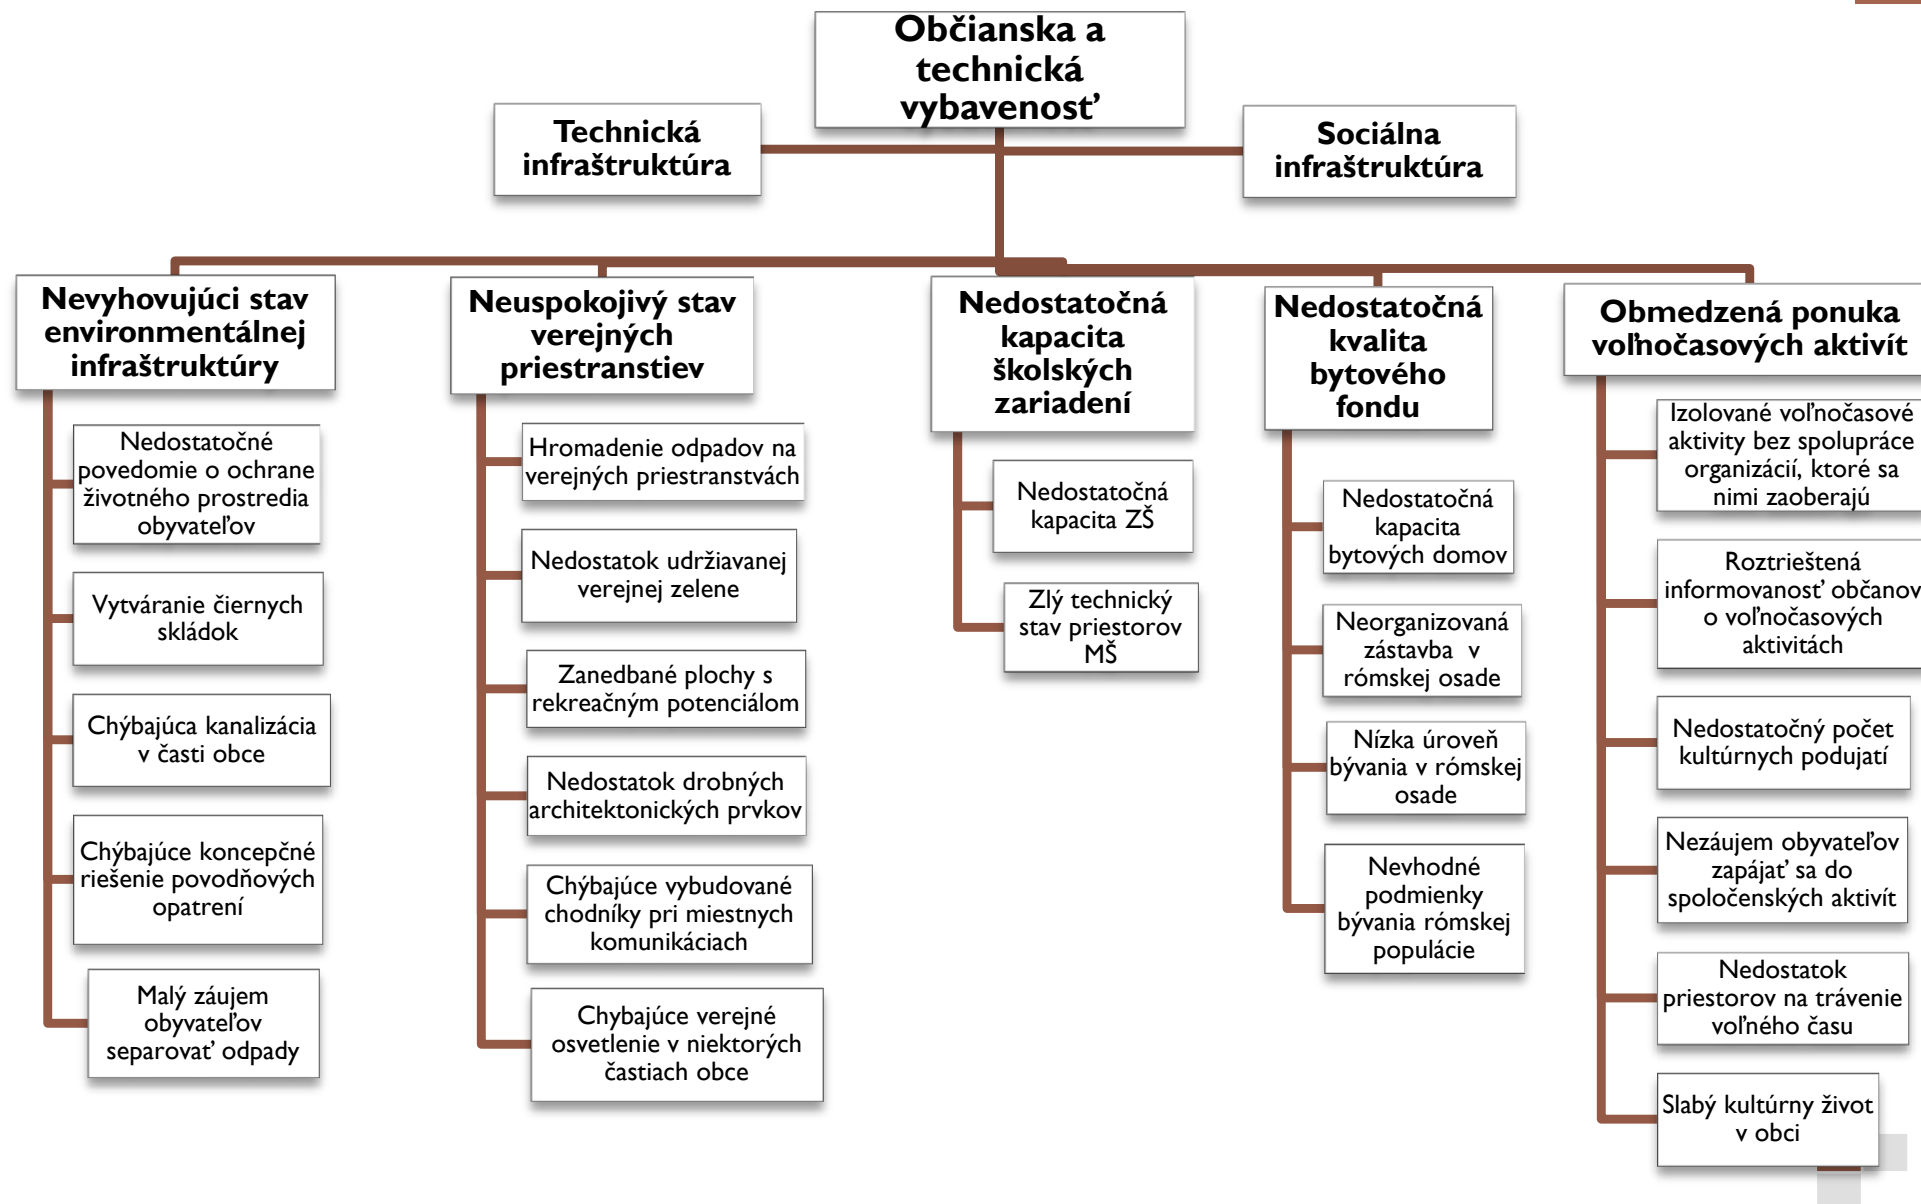 Občianska a
technická
vybavenosť
Technická
infraštruktúra
Sociálna
infraštruktúra
Nevyhovujúci stav
environmentálnej
infraštruktúry
Nedostatočné
povedomie o ochrane
životného prostredia
obyvateľov
Vytváranie čiernych
skládok
Chýbajúca kanalizácia
v časti obce
Chýbajúce koncepčné
riešenie povodňových
opatrení
Malý záujem
obyvateľov
separovať odpady
Neuspokojivý stav
verejných
priestranstiev
Hromadenie odpadov na
verejných priestranstvách
Nedostatok udržiavanej
verejnej zelene
Zanedbané plochy s
rekreačným potenciálom
Nedostatok drobných
architektonických prvkov
Chýbajúce vybudované
chodníky pri miestnych
komunikáciach
Chybajúce verejné
osvetlenie v niektorých
častiach obce
Nedostatočná
kapacita
školských
zariadení
Nedostatočná
kapacita ZŠ
Zlý technický
stav priestorov
MŠ
Nedostatočná
kvalita
bytového
fondu
Nedostatočná
kapacita
bytových domov
Neorganizovaná
zástavba v
rómskej osade
Nízka úroveň
bývania v rómskej
osade
Nevhodné
podmienky
bývania rómskej
populácie
Obmedzená ponuka
voľnočasových aktivít
Izolované voľnočasové
aktivity bez spolupráce
organizácií, ktoré sa
nimi zaoberajú
Roztrieštená
informovanosť občanov
o voľnočasových
aktivitách
Nedostatočný počet
kultúrnych podujatí
Nezáujem obyvateľov
zapájať sa do
spoločenských aktivít
Nedostatok
priestorov na trávenie
voľného času
Slabý kultúrny život
v obci